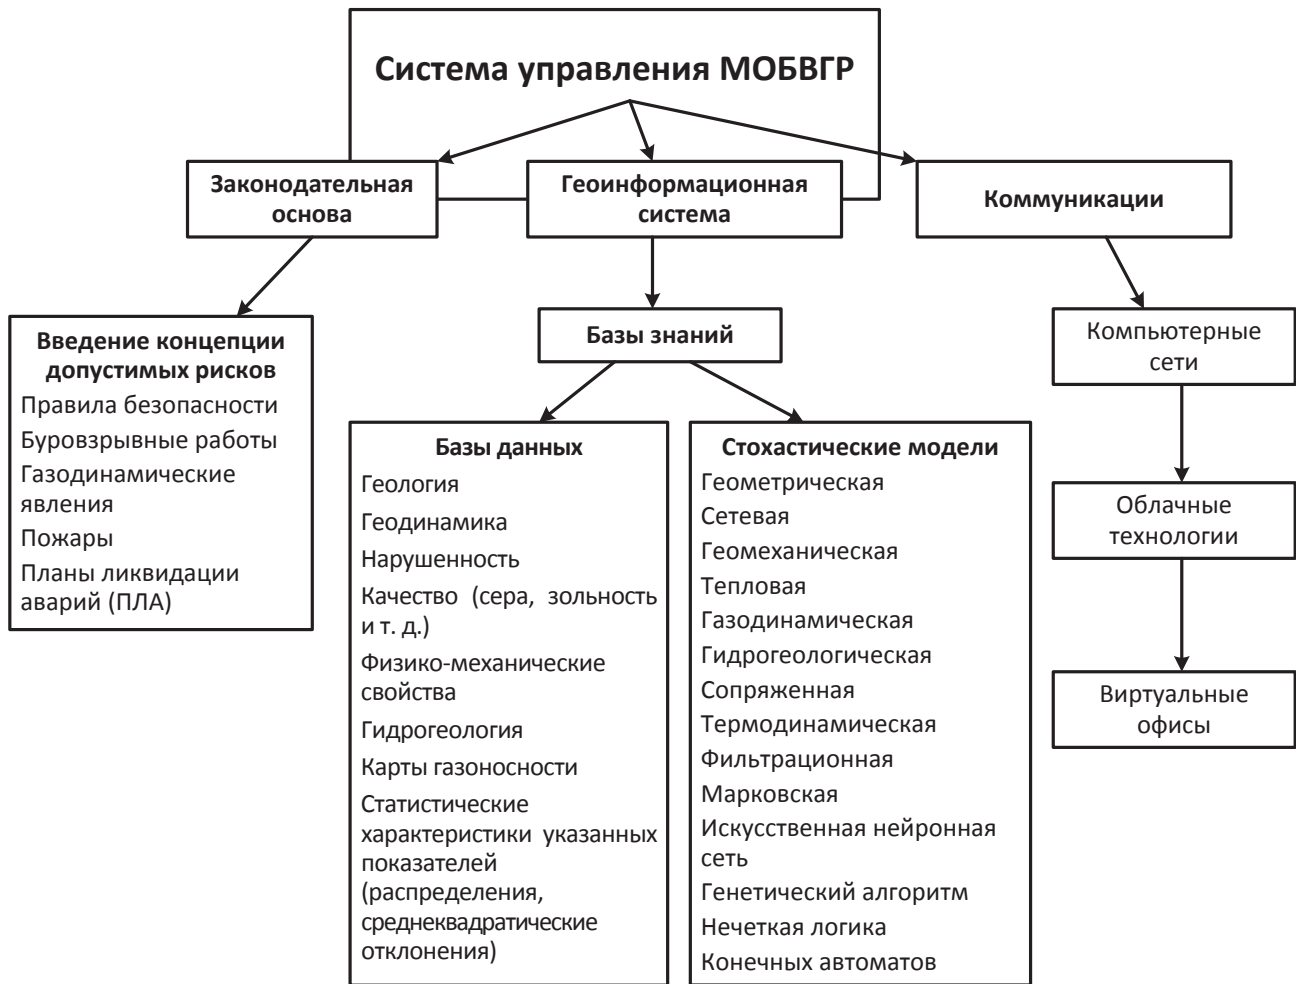 Система управления МОБВГР
Законодательная
основа
Геоинформационная
система
Коммуникации
Введение концепции
допустимых рисков
Правила безопасности
Буровзрывные работы
Газодинамические
явления
Пожары
Планы ликвидации
аварий (ПЛА)
Базы знаний
Базы данных
Геология
Геодинамика
Нарушенность
Качество (сера, зольность
и т. д.)
Физико-механические
свойства
Гидрогеология
Карты газоносности
Статистические
характеристики указанных
показателей
(распределения,
среднеквадратические
отклонения)
Стохастические модели
Геометрическая
Сетевая
Геомеханическая
Тепловая
Газодинамическая
Гидрогеологическая
Сопряженная
Термодинамическая
Фильтрационная
Марковская
Искусственная нейронная
сеть
Генетический алгоритм
Нечеткая логика
Конечных автоматов
Компьютерные
сети
Облачные
технологии
Виртуальные
офисы